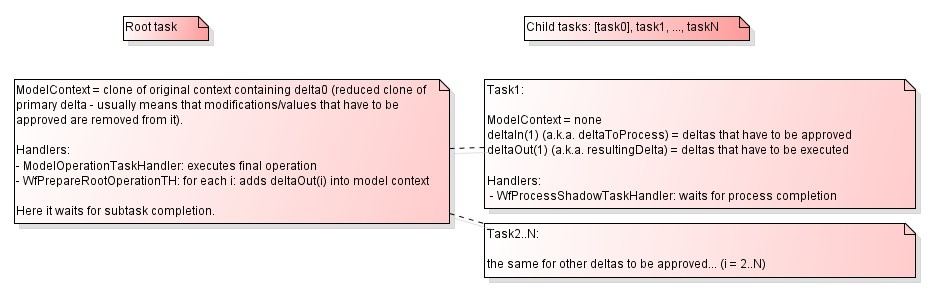 Root task
Child tasks: [task0], task1, ..., taskN
ModelContext = clone of original context containing delta0 (reduced clone of
primary delta - usually means that modifications/values that have to be
approved are removed from it).
Handlers:
- ModelOperationTaskHandler: executes final operation
- WfPrepareRootOperationTH: for each i: adds deltaOut(i) into model context
Here it waits for subtask completion.
Task1:
ModelContext = none
deltaIn(1) (a.k.a. deltaToProcess) = deltas that have to be approved
deltaOut(1) (a.k.a. resultingDelta) = deltas that have to be executed
Handlers:
- WfProcessShadowTaskHandler: waits for process completion
Task2..N:
the same for other deltas to be approved... (i = 2..N)